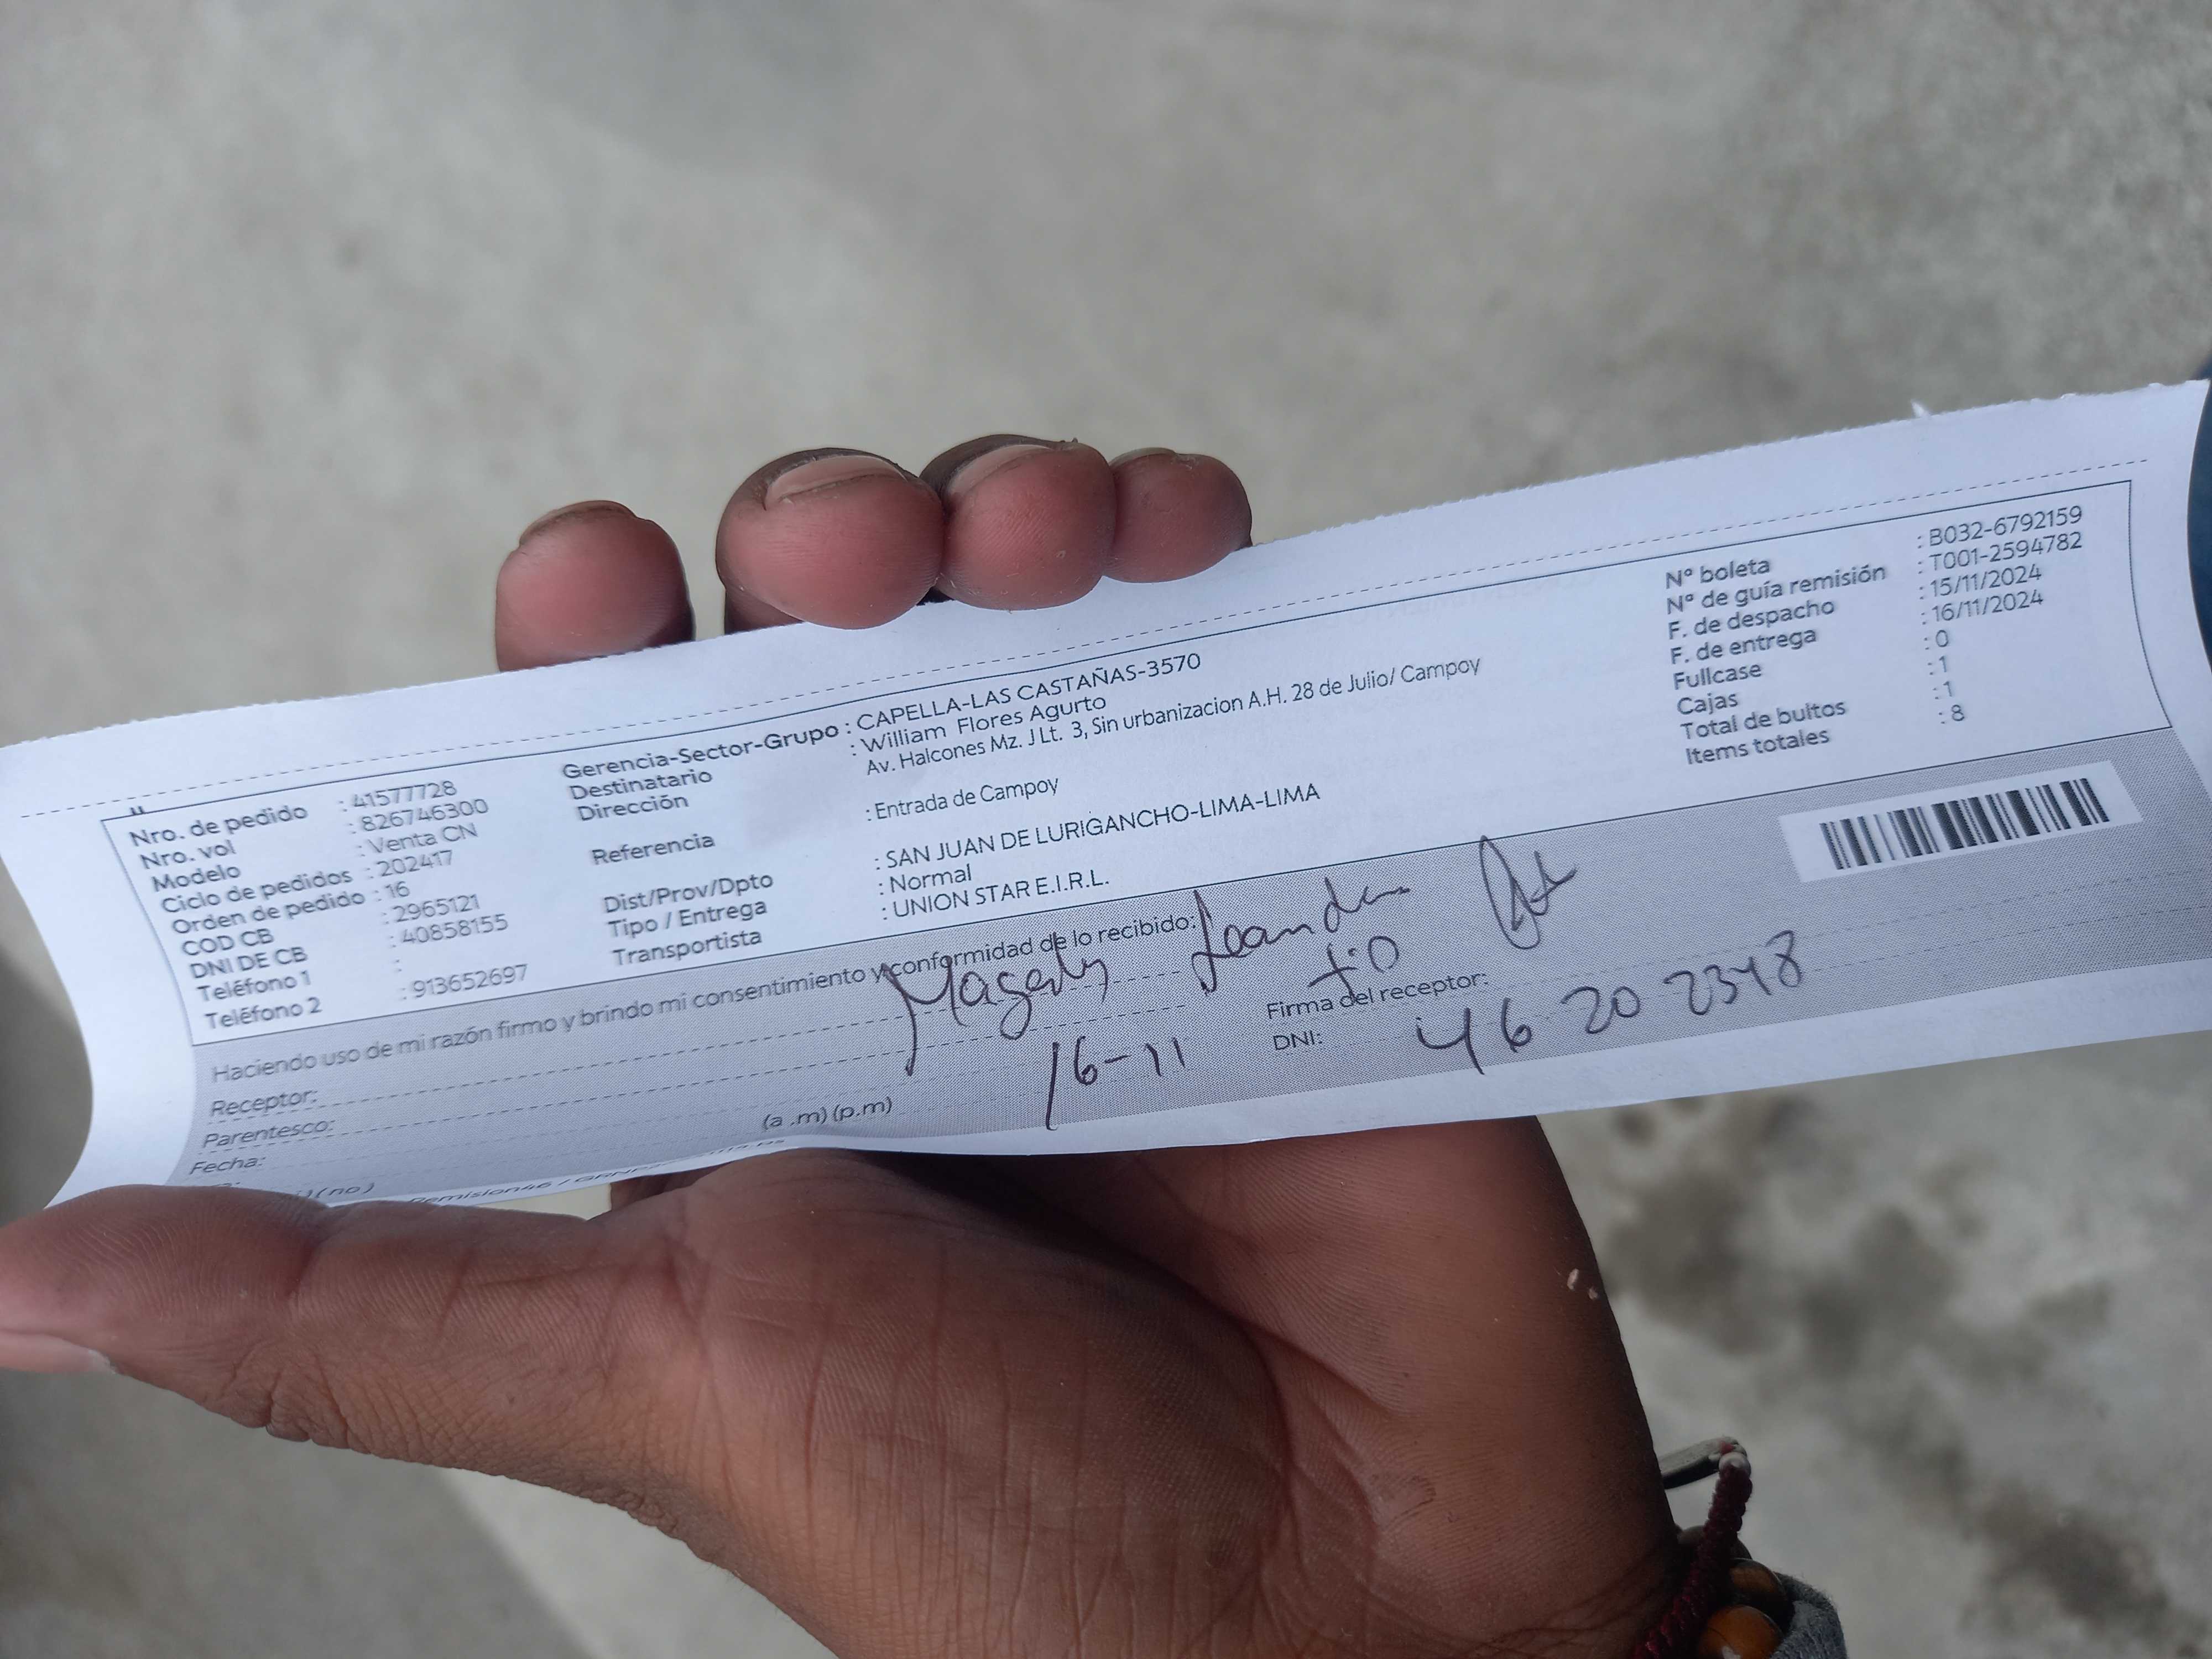 Nro. de pedido : 41577728
Nro. vol : 826746300
Modelo : Venta CN
Ciclo de pedidos : 202417
Orden de pedido : 16
COD CB : 2965121
DNI DE CB : 40858155
Teléfono 1 :
Teléfono 2 : 913652697
Gerencia-Sector-Grupo : CAPELLA-LAS CASTAÑAS-3570
Destinatario : William Flores Agurto
Dirección Av. Halcones Mz. J Lt. 3, Sin urbanizacion A.H. 28 de Julio/ Campoy
Referencia : Entrada de Campoy
Dist/Prov/Dpto : SAN JUAN DE LURIGANCHO-LIMA-LIMA
Tipo / Entrega : Normal
Transportista : UNION STAR E.I.R.L.
Nº boleta : B032-6792159
Nº de guía remisión : T001-2594782
F. de despacho : 15/11/2024
F. de entrega : 16/11/2024
Fullcase : 0
Cajas : 1
Total de bultos : 1
Items totales : 8
Haciendo uso de mi razón firmo y brindo mi consentimiento y conformidad de lo recibido:
Receptor:
Parentesco:
Fecha: 16-11
(a .m) (p.m)
(no)
Firma del receptor:
DNI: 46 20 2348